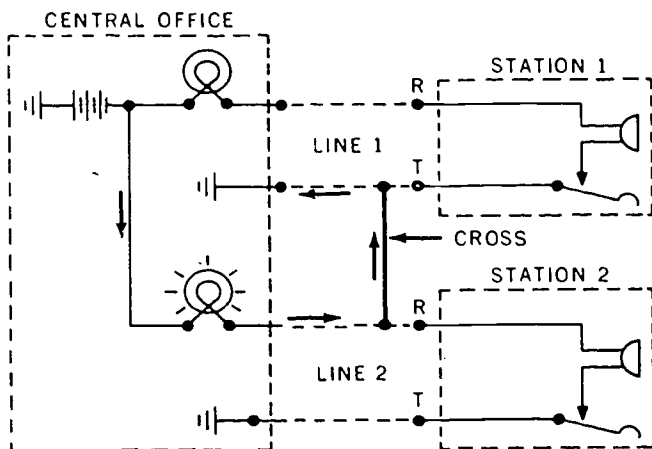 CENTRAL OFFICE
STATION 1
R
LINE 1
T
CROSS
STATION 2
R
LINE 2
T